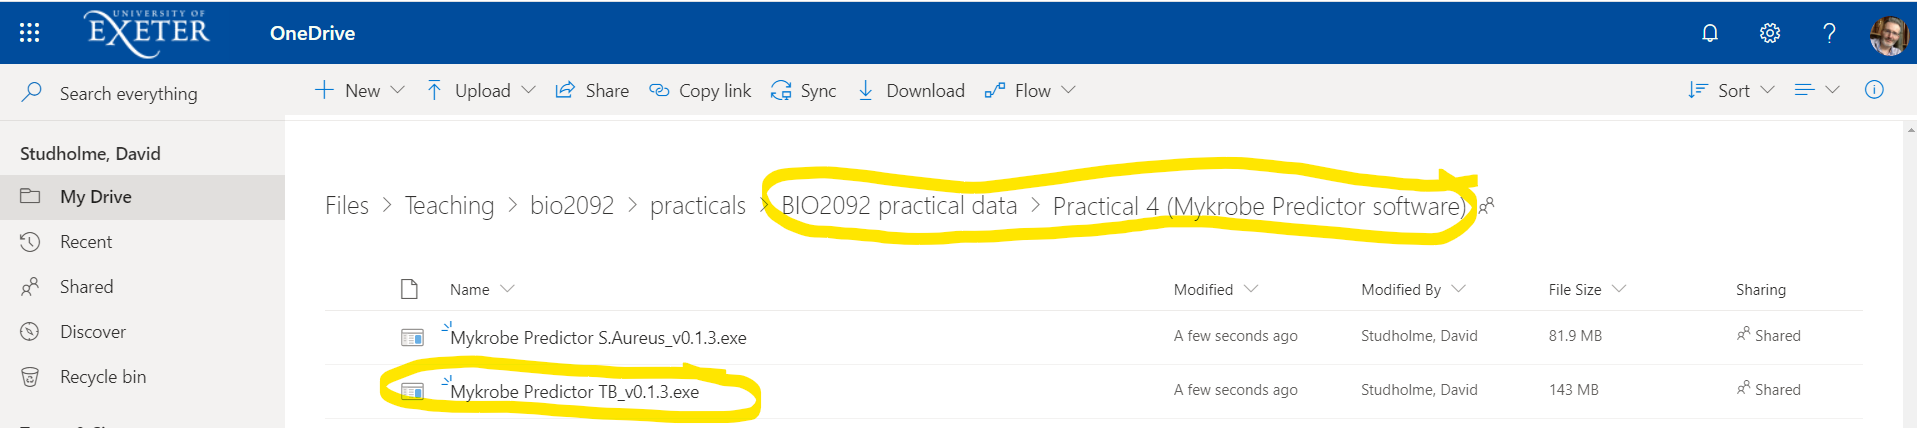 UNIVERSITY OF
EXETER
OneDrive
?
Search everything
New
Upload
Share
Copy link
Sync
Download
Flow
Sort
Studholme, David
My Drive
Recent
Shared
Discover
Recycle bin
Files > Teaching > bio2092 > practicals > BIO2092 practical data > Practical 4 (Mykrobe Predictor software)
Name Modified Modified By File Size Sharing
Mykrobe Predictor S.Aureus_v0.1.3.exe A few seconds ago Studholme, David 81.9 MB Shared
Mykrobe Predictor TB_v0.1.3.exe A few seconds ago Studholme, David 143 MB Shared